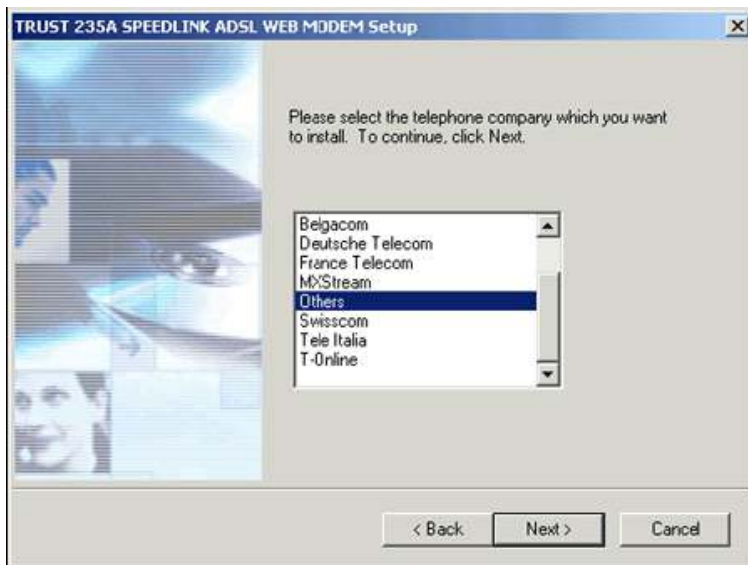 TRUST 235A SPEEDLINK ADSL WEB MODEM Setup
Please select the telephone company which you want
to install. To continue, click Next.
Belgacom
Deutsche Telecom
France Telecom
MXStream
Others
Swisscom
Tele Italia
T-Online
< Back Next > Cancel